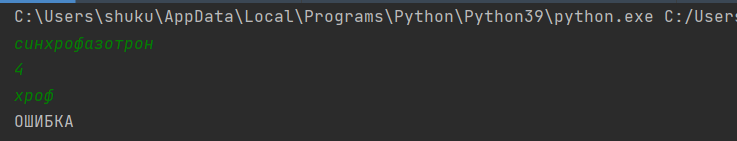 C:\Users\shuku\AppData\Local\Programs\Python\Python39\python.exe C:/Users
синхрофазотрон
4
хроф
ОШИБКА